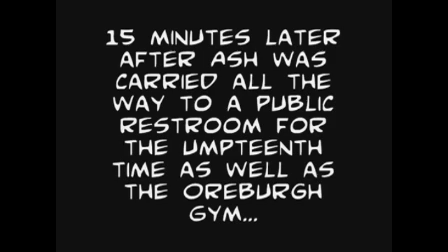 15 MINUTES LATER
AFTER ASH WAS
CARRIED ALL THE
WAY TO A PUBLIC
RESTROOM FOR
THE UMPTEENTH
TIME AS WELL AS
THE OREBURGH
GYM...